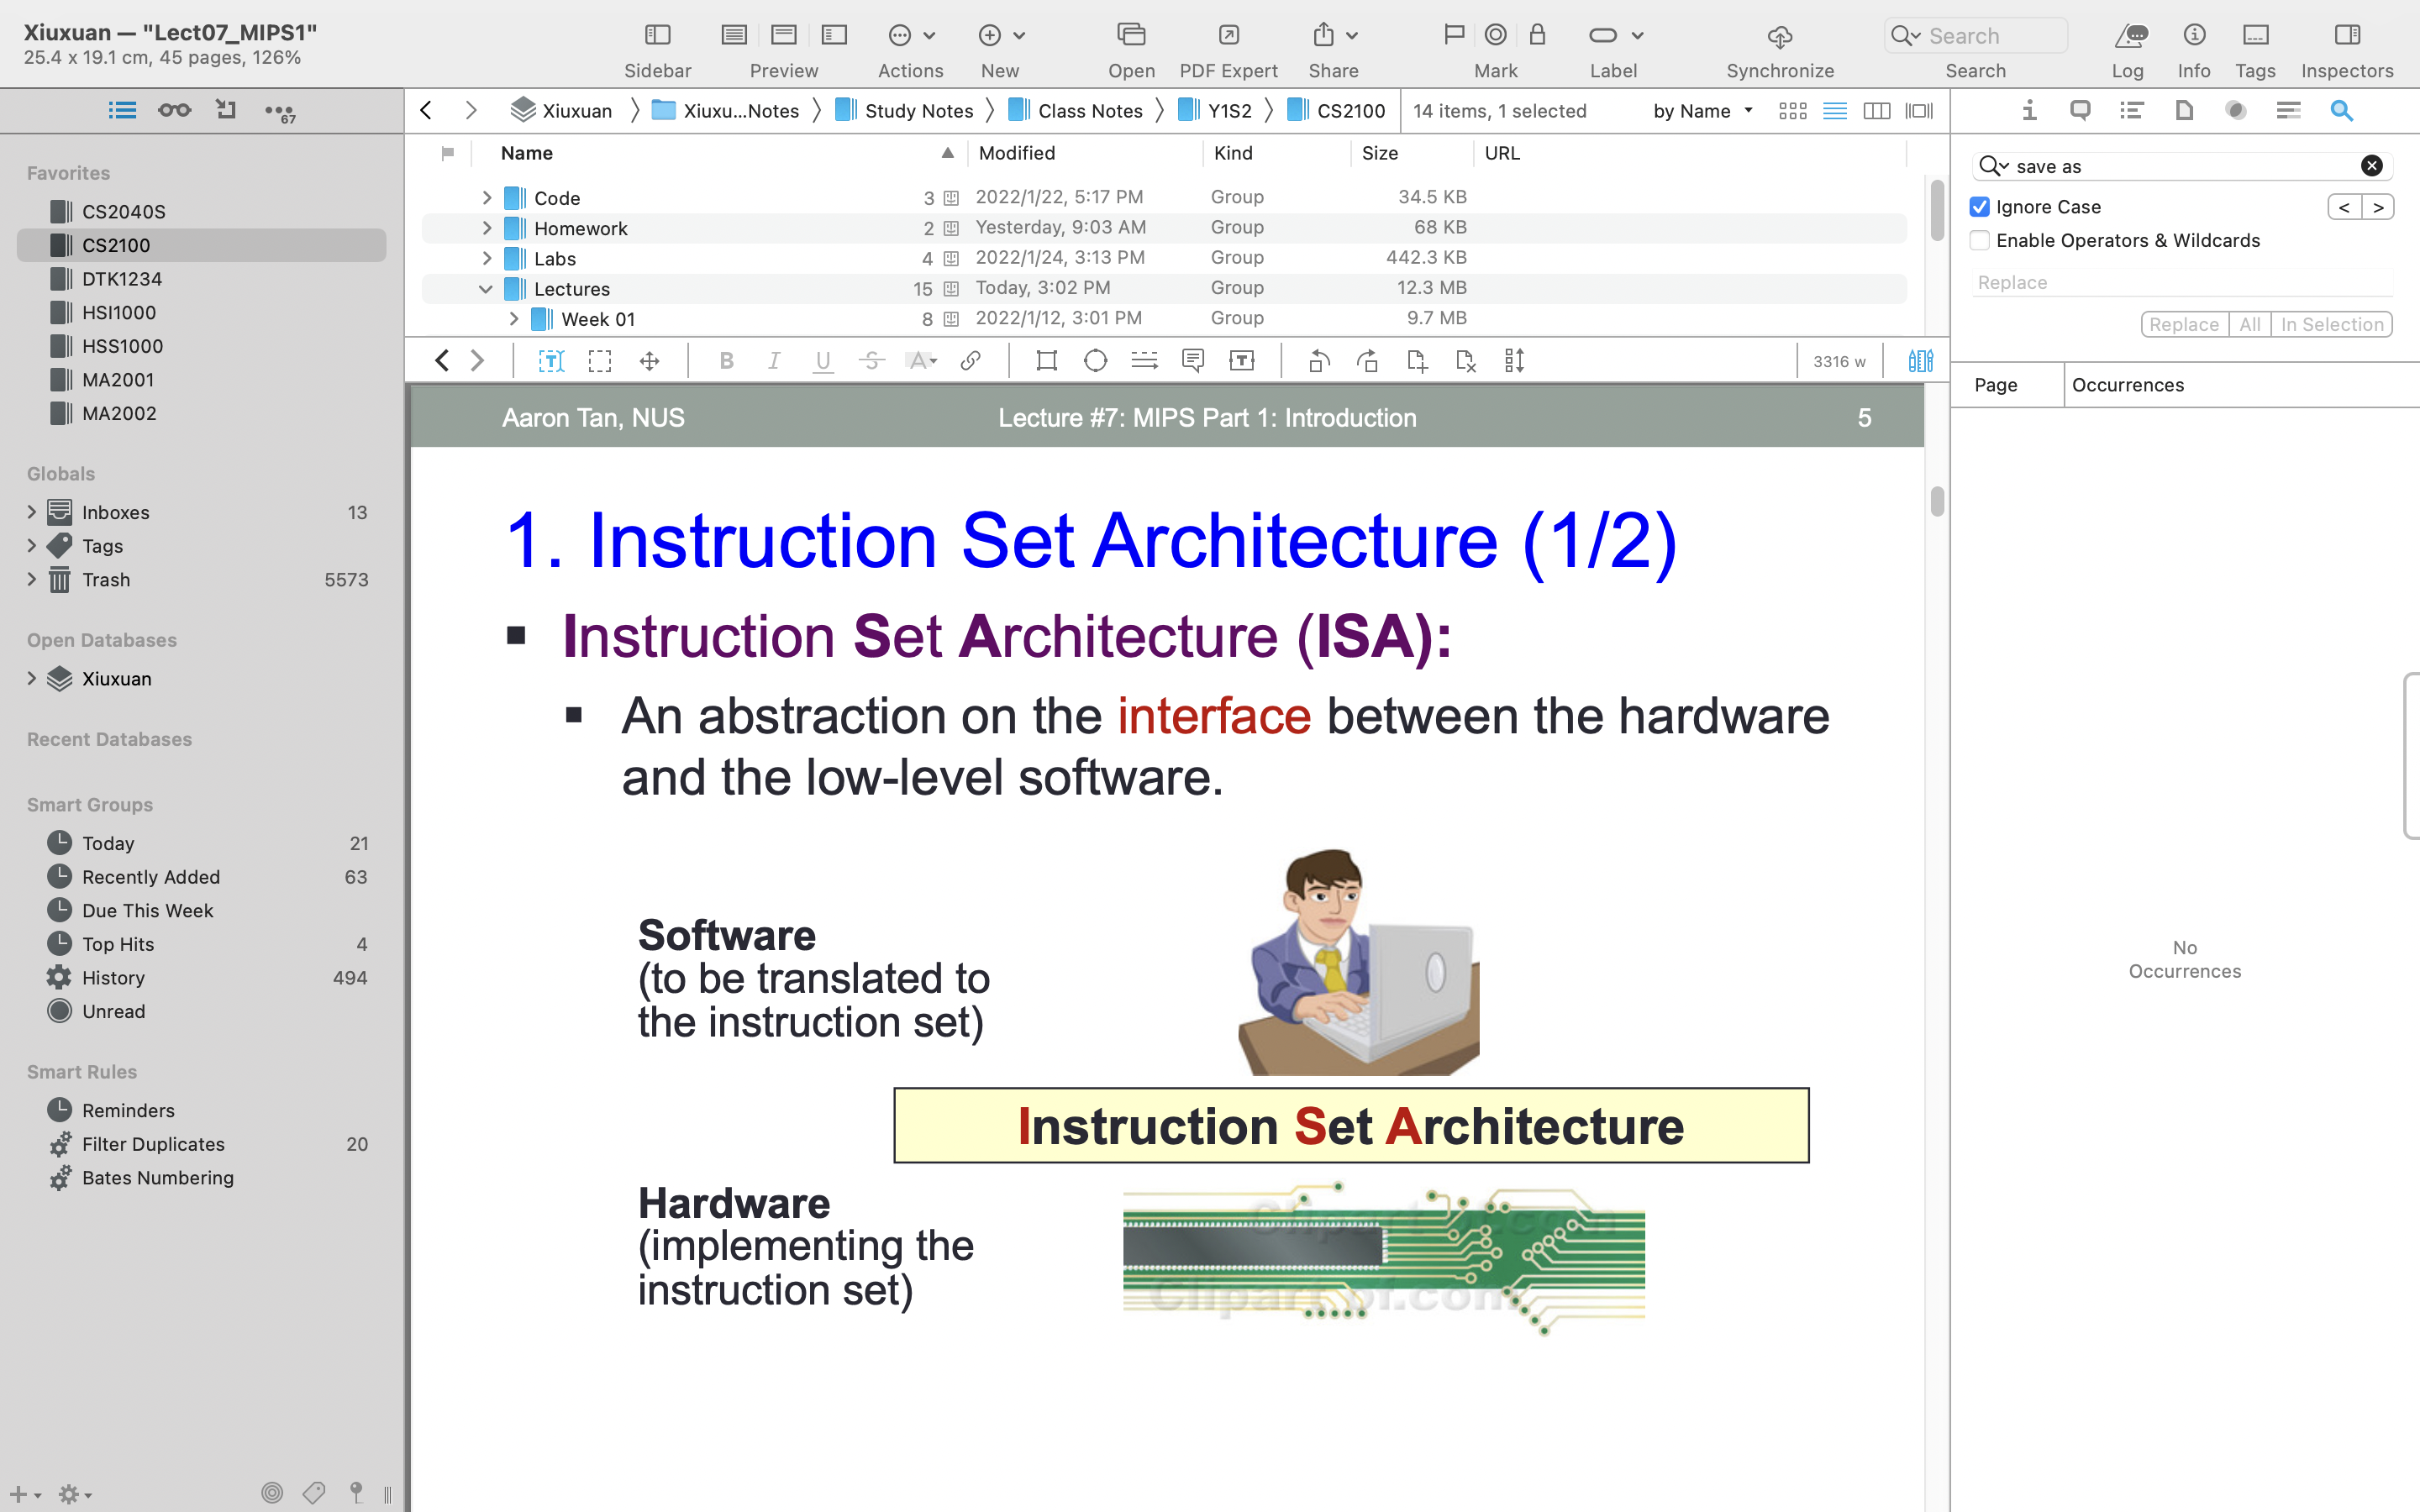 Xiuxuan — "Lect07_MIPS1"
25.4 x 19.1 cm, 45 pages, 126%
Sidebar
Preview
Actions
New
Open
PDF Expert
Share
Mark
Label
Synchronize
Search
Search
Log
Info
Tags
Inspectors
67
Favorites
CS2040S
CS2100
DTK1234
HSI1000
HSS1000
MA2001
MA2002
Globals
Inboxes 13
Tags
Trash 5573
Open Databases
Xiuxuan
Recent Databases
Smart Groups
Today 21
Recently Added 63
Due This Week
Top Hits 4
History 494
Unread
Smart Rules
Reminders
Filter Duplicates 20
Bates Numbering
Xiuxuan
Xiuxu...Notes
Study Notes
Class Notes
Y1S2
CS2100
14 items, 1 selected
by Name
Name Modified Kind Size URL
Code 3 2022/1/22, 5:17 PM Group 34.5 KB
Homework 2 Yesterday, 9:03 AM Group 68 KB
Labs 4 2022/1/24, 3:13 PM Group 442.3 KB
Lectures 15 Today, 3:02 PM Group 12.3 MB
Week 01 8 2022/1/12, 3:01 PM Group 9.7 MB
B I U S A T
3316 w
Aaron Tan, NUS
Lecture #7: MIPS Part 1: Introduction
5
1. Instruction Set Architecture (1/2)
Instruction Set Architecture (ISA):
An abstraction on the interface between the hardware
and the low-level software.
Software
(to be translated to
the instruction set)
Instruction Set Architecture
Hardware
(implementing the
instruction set)
save as
Ignore Case
< >
Enable Operators & Wildcards
Replace
Replace All In Selection
Page Occurrences
No
Occurrences